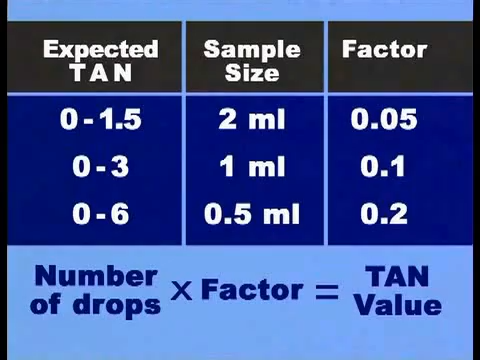 Expected TAN Sample Size Factor
0 - 1.5 2 ml 0.05
0 - 3 1 ml 0.1
0 - 6 0.5 ml 0.2
Number of drops x Factor = TAN Value